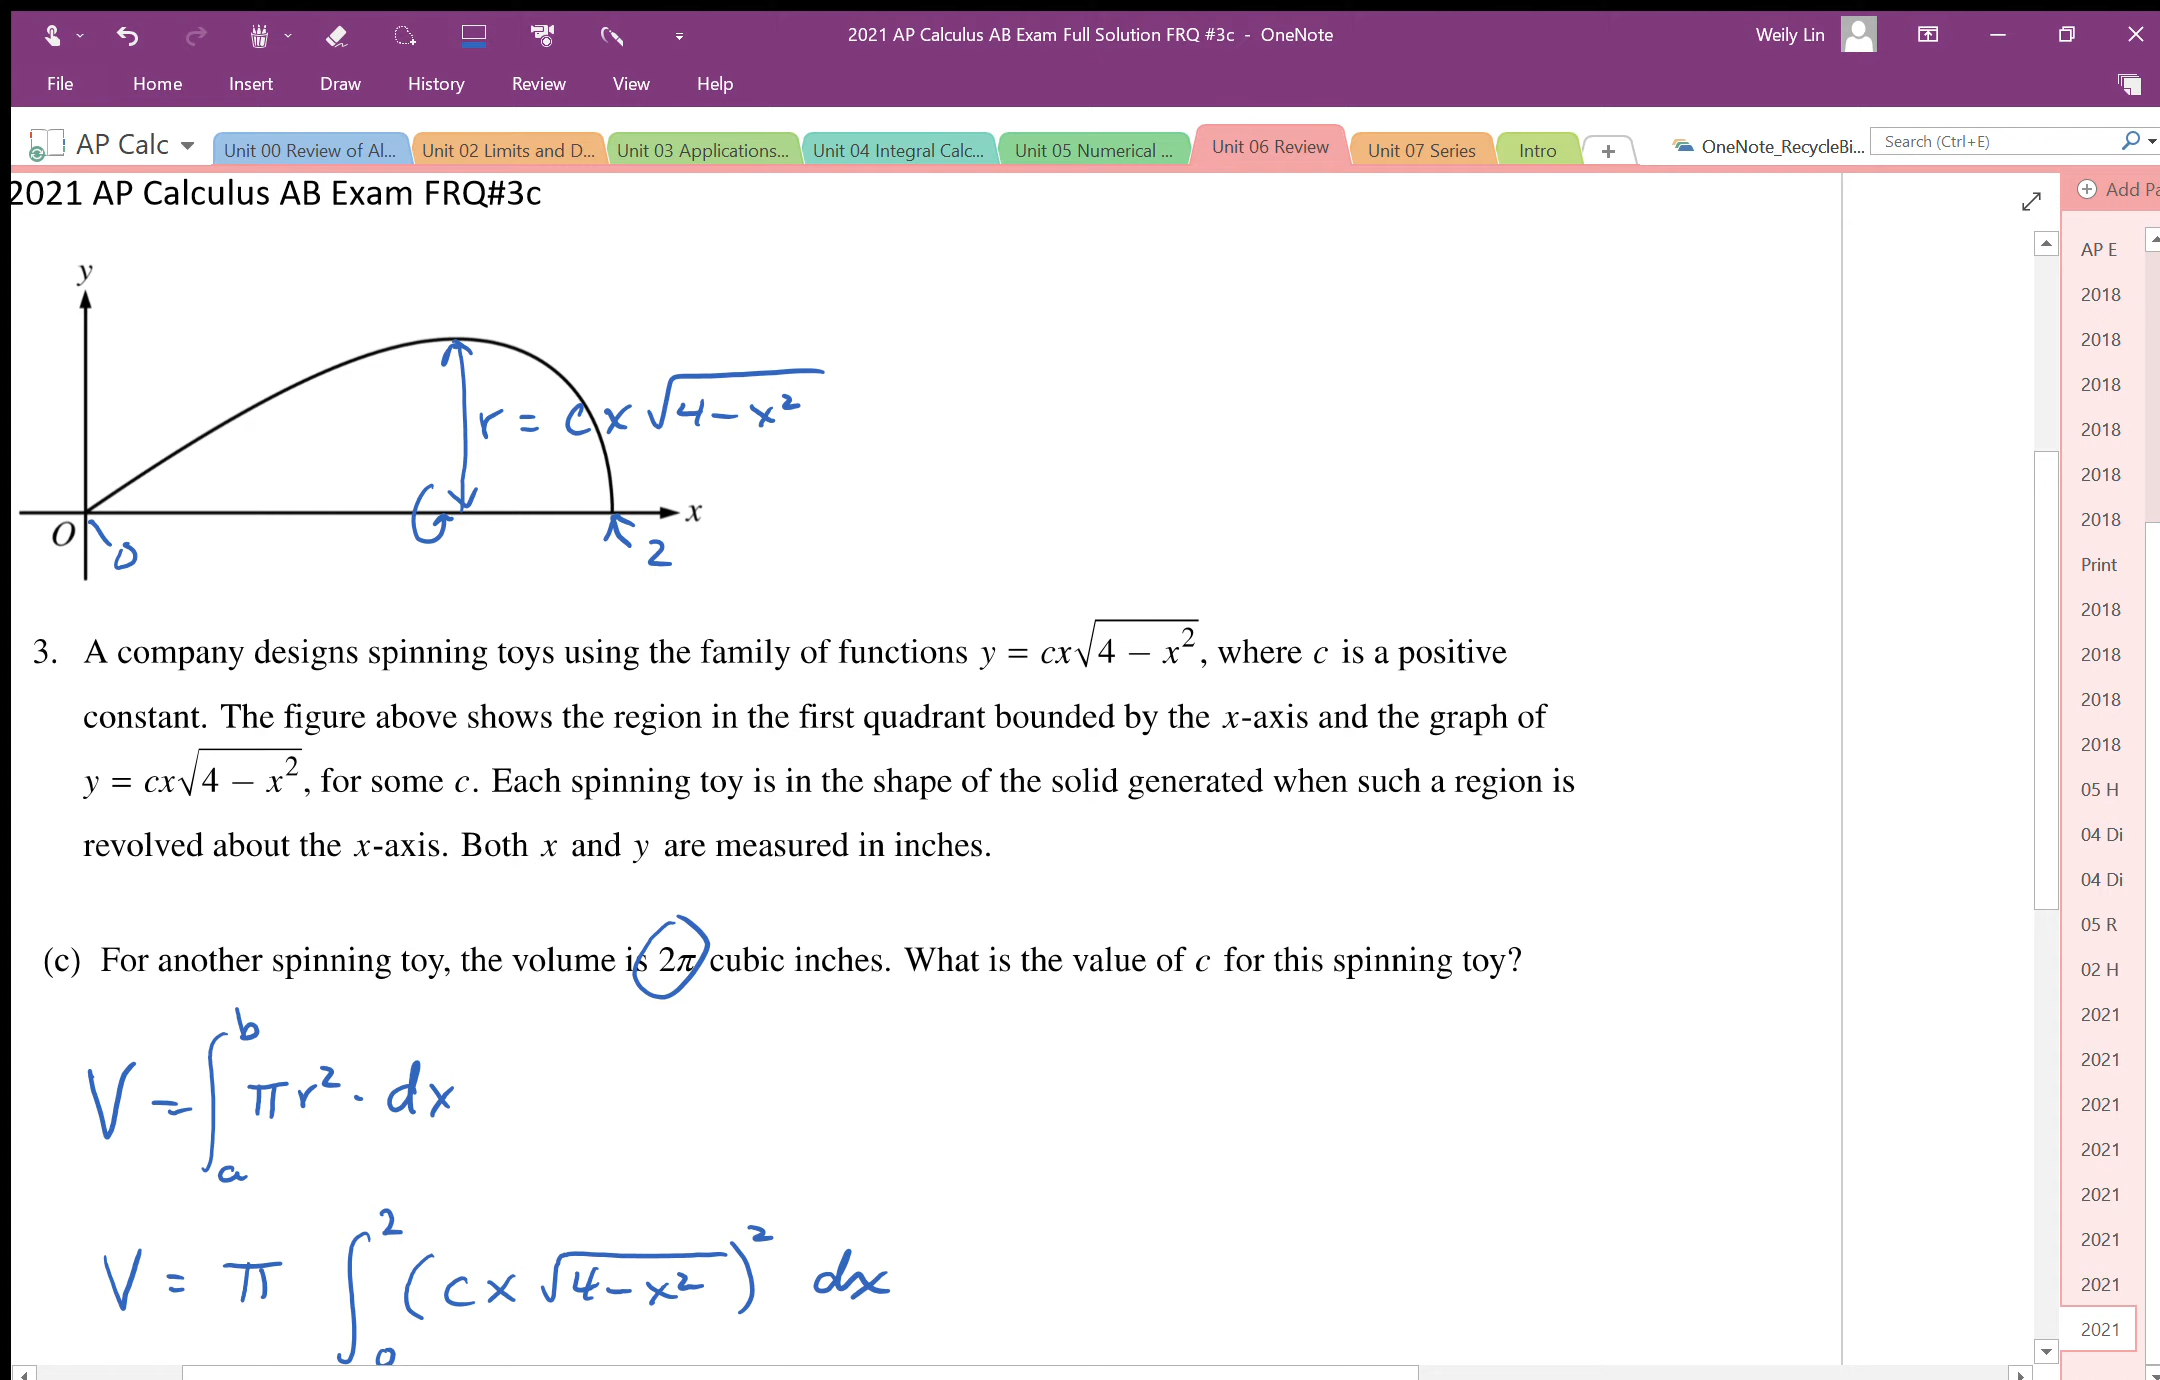 2021 AP Calculus AB Exam Full Solution FRQ #3c - OneNote
Weily Lin
File Home Insert Draw History Review View Help
AP Calc
Unit 00 Review of Al...
Unit 02 Limits and D...
Unit 03 Applications...
Unit 04 Integral Calc...
Unit 05 Numerical ...
Unit 06 Review
Unit 07 Series
Intro
+
OneNote_RecycleBi...
Search (Ctrl+E)
2021 AP Calculus AB Exam FRQ#3c
y
r = cx√(4-x²)
x
O
0
2
3. A company designs spinning toys using the family of functions y = cx√(4 − x²), where c is a positive
constant. The figure above shows the region in the first quadrant bounded by the x-axis and the graph of
y = cx√(4 − x²), for some c. Each spinning toy is in the shape of the solid generated when such a region is
revolved about the x-axis. Both x and y are measured in inches.
(c) For another spinning toy, the volume is 2π cubic inches. What is the value of c for this spinning toy?
V = ∫_a^b πr² · dx
V = π ∫_0^2 (cx√(4-x²))² dx
Add Pa
AP E
2018
2018
2018
2018
2018
2018
Print
2018
2018
2018
2018
05 H
04 Di
04 Di
05 R
02 H
2021
2021
2021
2021
2021
2021
2021
2021